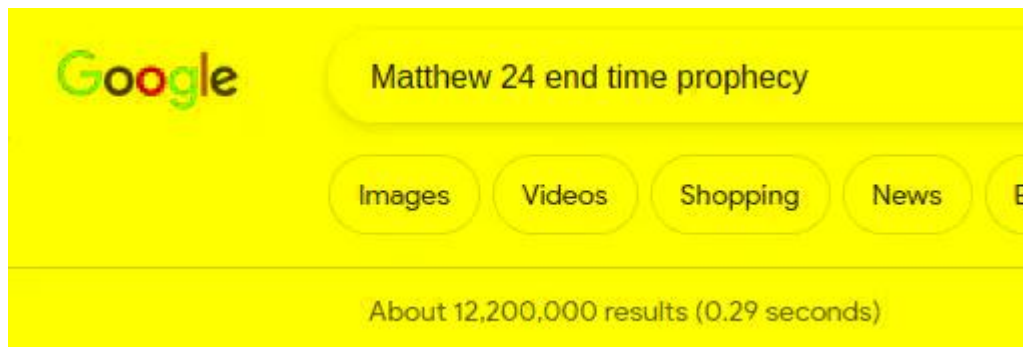 Google
Matthew 24 end time prophecy
Images Videos Shopping News
About 12,200,000 results (0.29 seconds)